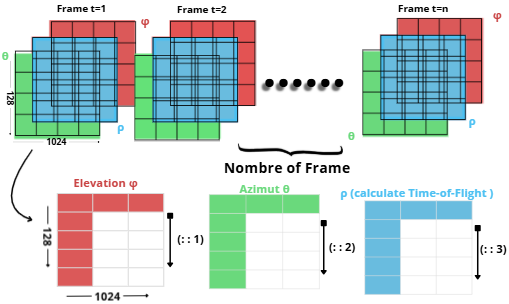 Frame t=1
Frame t=2
Frame t=n
φ
φ
θ
128
1024
ρ
ρ
θ
Nombre of Frame
Elevation φ
Azimut θ
ρ (calculate Time-of-Flight )
128
(: : 1)
(: : 2)
(: : 3)
1024